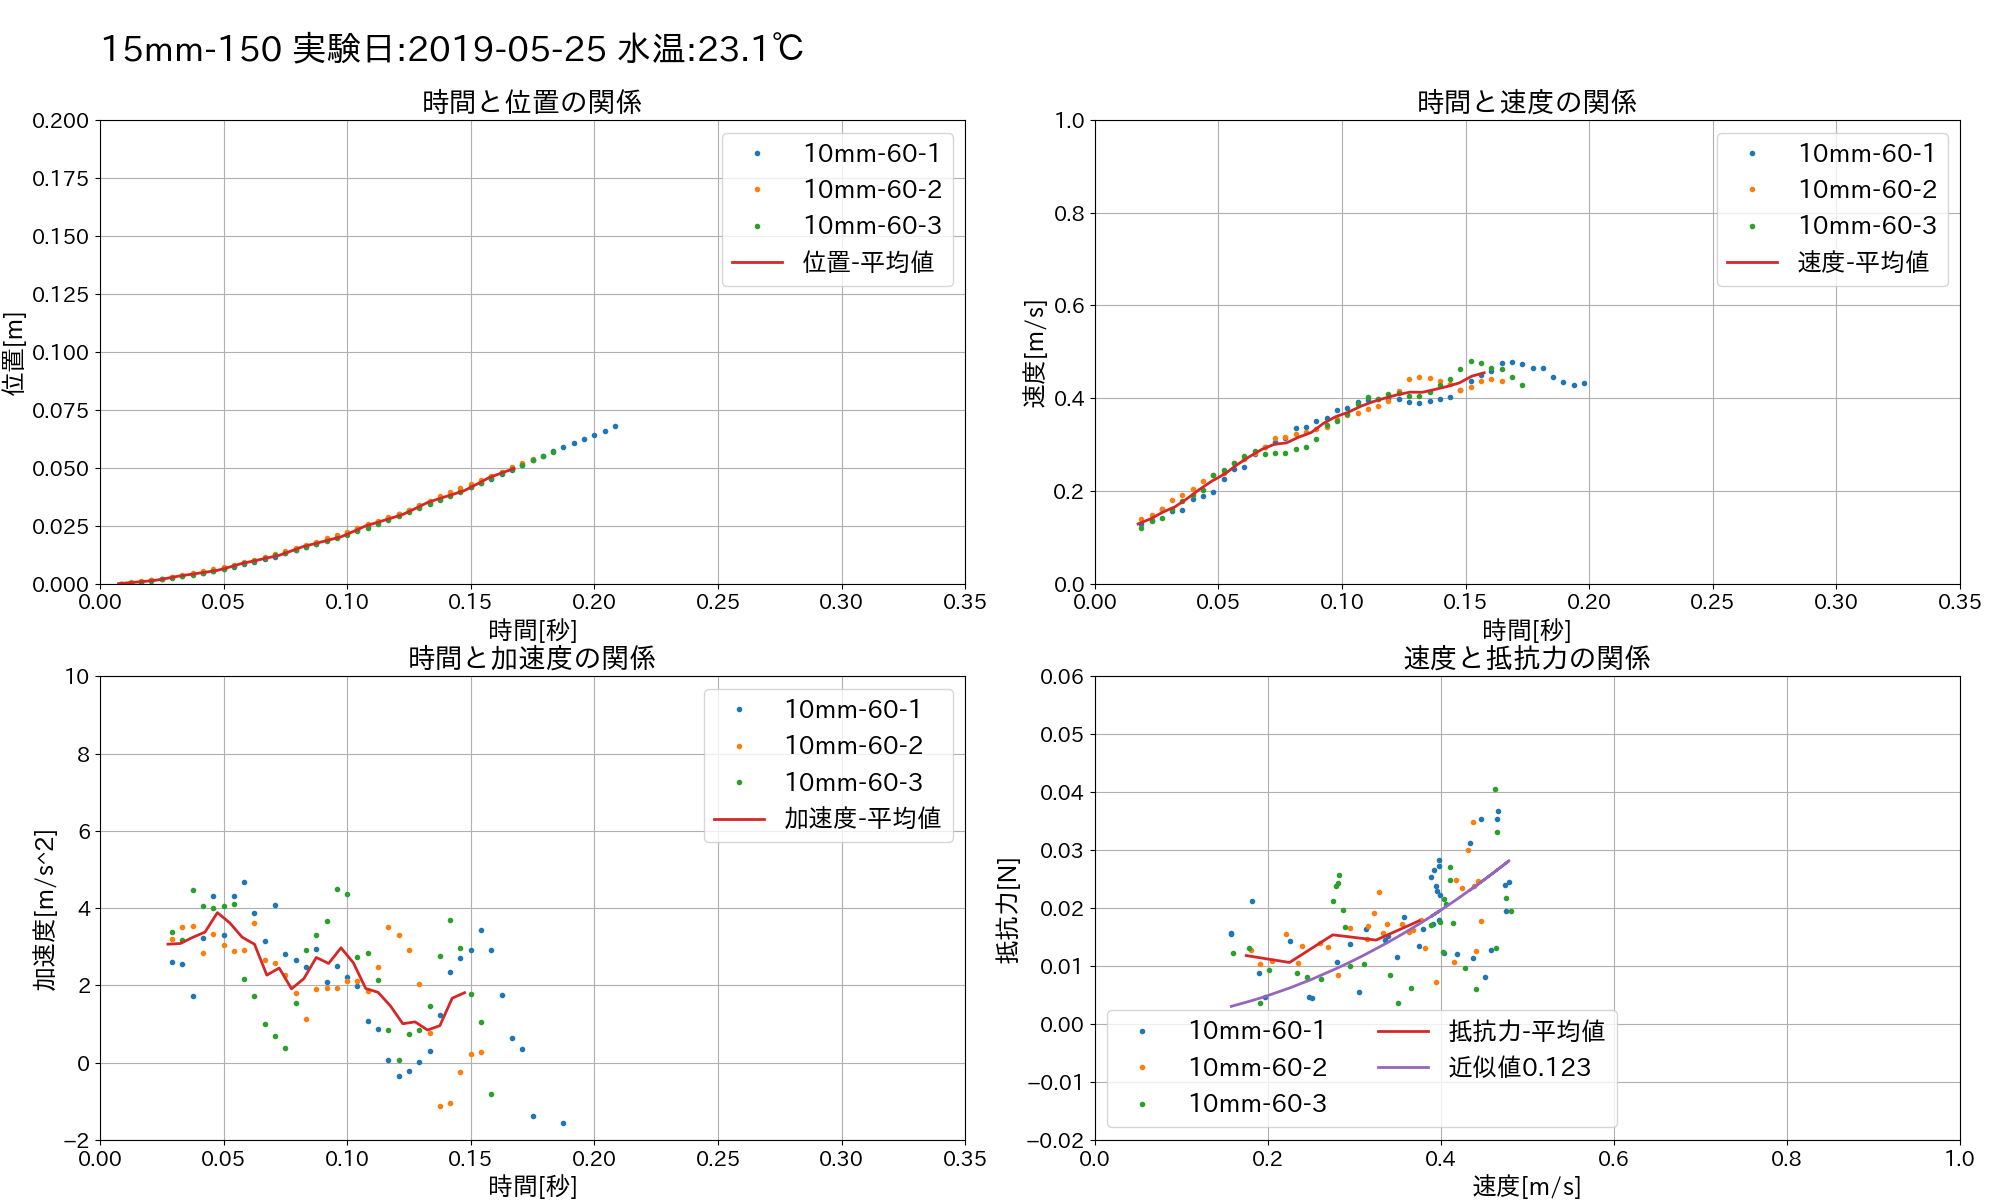 15mm-150 実験日:2019-05-25 水温:23.1℃
時間と位置の関係
0.200
0.175
0.150
0.125
0.100
0.075
0.050
0.025
0.000
位置[m]
10mm-60-1
10mm-60-2
10mm-60-3
位置-平均値
0.00 0.05 0.10 0.15 0.20 0.25 0.30 0.35
時間[秒]
時間と速度の関係
1.0
0.8
0.6
0.4
0.2
0.0
速度[m/s]
10mm-60-1
10mm-60-2
10mm-60-3
速度-平均値
0.00 0.05 0.10 0.15 0.20 0.25 0.30 0.35
時間[秒]
時間と加速度の関係
10
8
6
4
2
0
−2
加速度[m/s^2]
10mm-60-1
10mm-60-2
10mm-60-3
加速度-平均値
0.00 0.05 0.10 0.15 0.20 0.25 0.30 0.35
時間[秒]
速度と抵抗力の関係
0.06
0.05
0.04
0.03
0.02
0.01
0.00
−0.01
−0.02
抵抗力[N]
10mm-60-1
10mm-60-2
10mm-60-3
抵抗力-平均値
近似値0.123
0.0 0.2 0.4 0.6 0.8 1.0
速度[m/s]